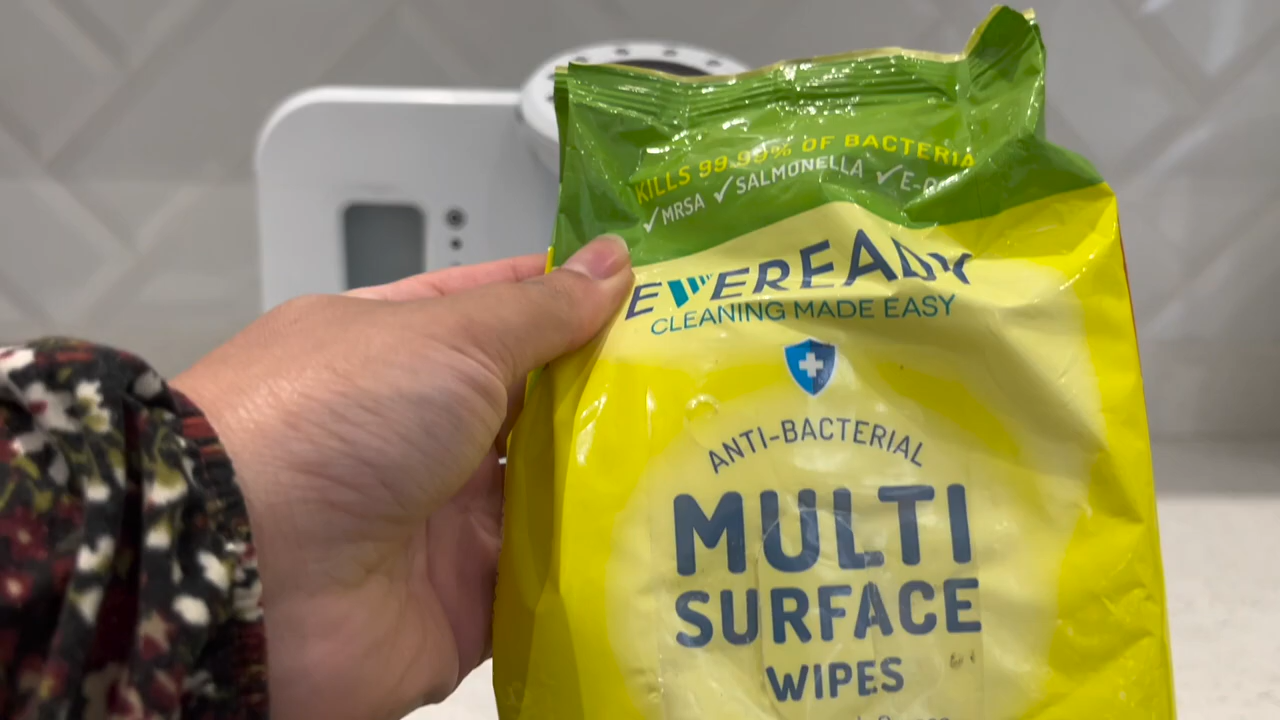 KILLS 99.99% OF BACTERIA
✓MRSA ✓SALMONELLA
EVEREADY
CLEANING MADE EASY
ANTI-BACTERIAL
MULTI
SURFACE
WIPES